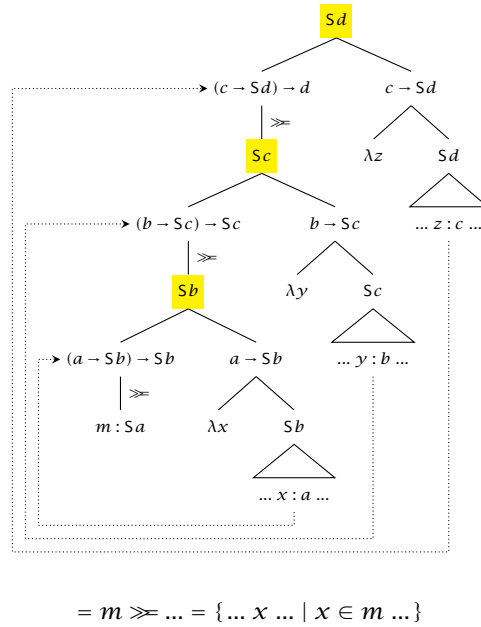 Sd
(c → Sd) → d c → Sd
⋙=
Sc λz Sd
(b → Sc) → Sc b → Sc ... z : c ...
⋙=
Sb λy Sc
(a → Sb) → Sb a → Sb ... y : b ...
⋙=
m : Sa λx Sb
... x : a ...
= m ⋙= ... = {... x ... | x ∈ m ...}